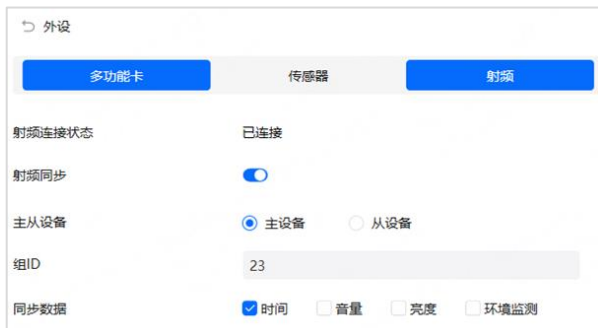 外设
多功能卡 传感器 射频
射频连接状态 已连接
射频同步
主从设备 主设备 从设备
组ID 23
同步数据 时间 音量 亮度 环境监测